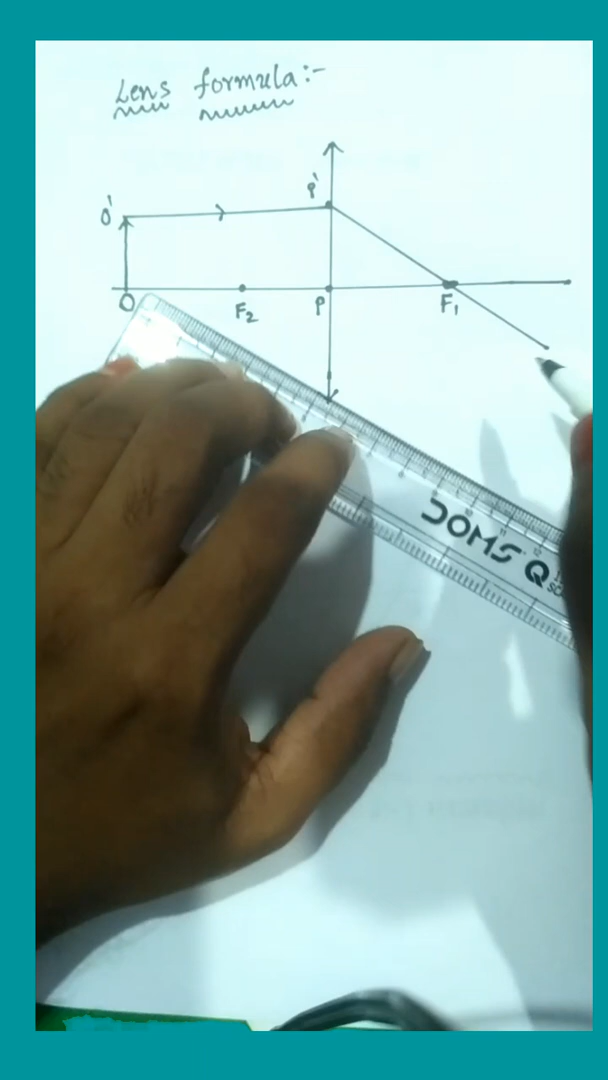 Lens formula:-
P'
O'
O F₂ P F₁
DOMS Q